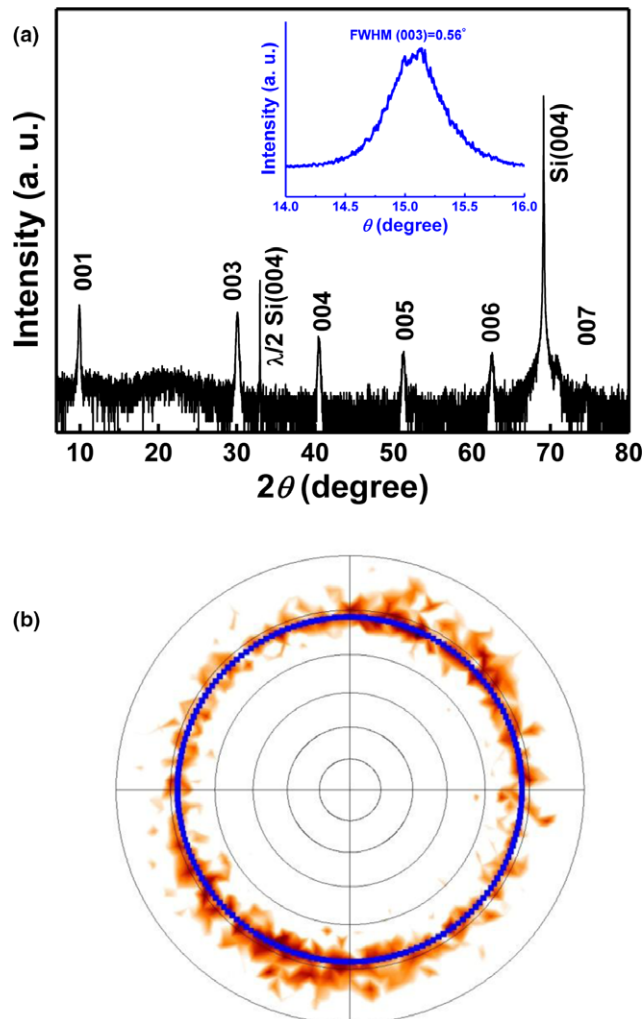 (a)
FWHM (003)=0.56°
Intensity (a. u.)
14.0 14.5 15.0 15.5 16.0
θ (degree)
Intensity (a. u.)
001
003
λ/2 Si(004)
004
005
006
Si(004)
007
10 20 30 40 50 60 70 80
2θ (degree)
(b)